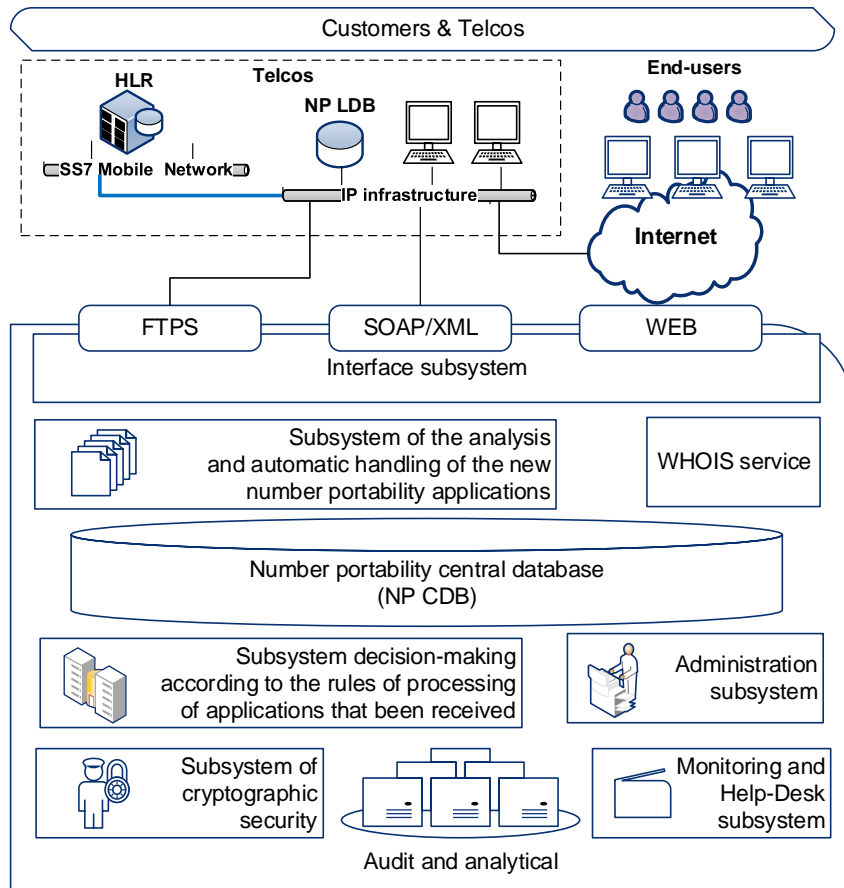 Customers & Telcos
Telcos
End-users
HLR
NP LDB
SS7 Mobile Network
IP infrastructure
Internet
FTPS
SOAP/XML
WEB
Interface subsystem
Subsystem of the analysis
and automatic handling of the new
number portability applications
WHOIS service
Number portability central database
(NP CDB)
Subsystem decision-making
according to the rules of processing
of applications that been received
Administration
subsystem
Subsystem of
cryptographic
security
Monitoring and
Help-Desk
subsystem
Audit and analytical